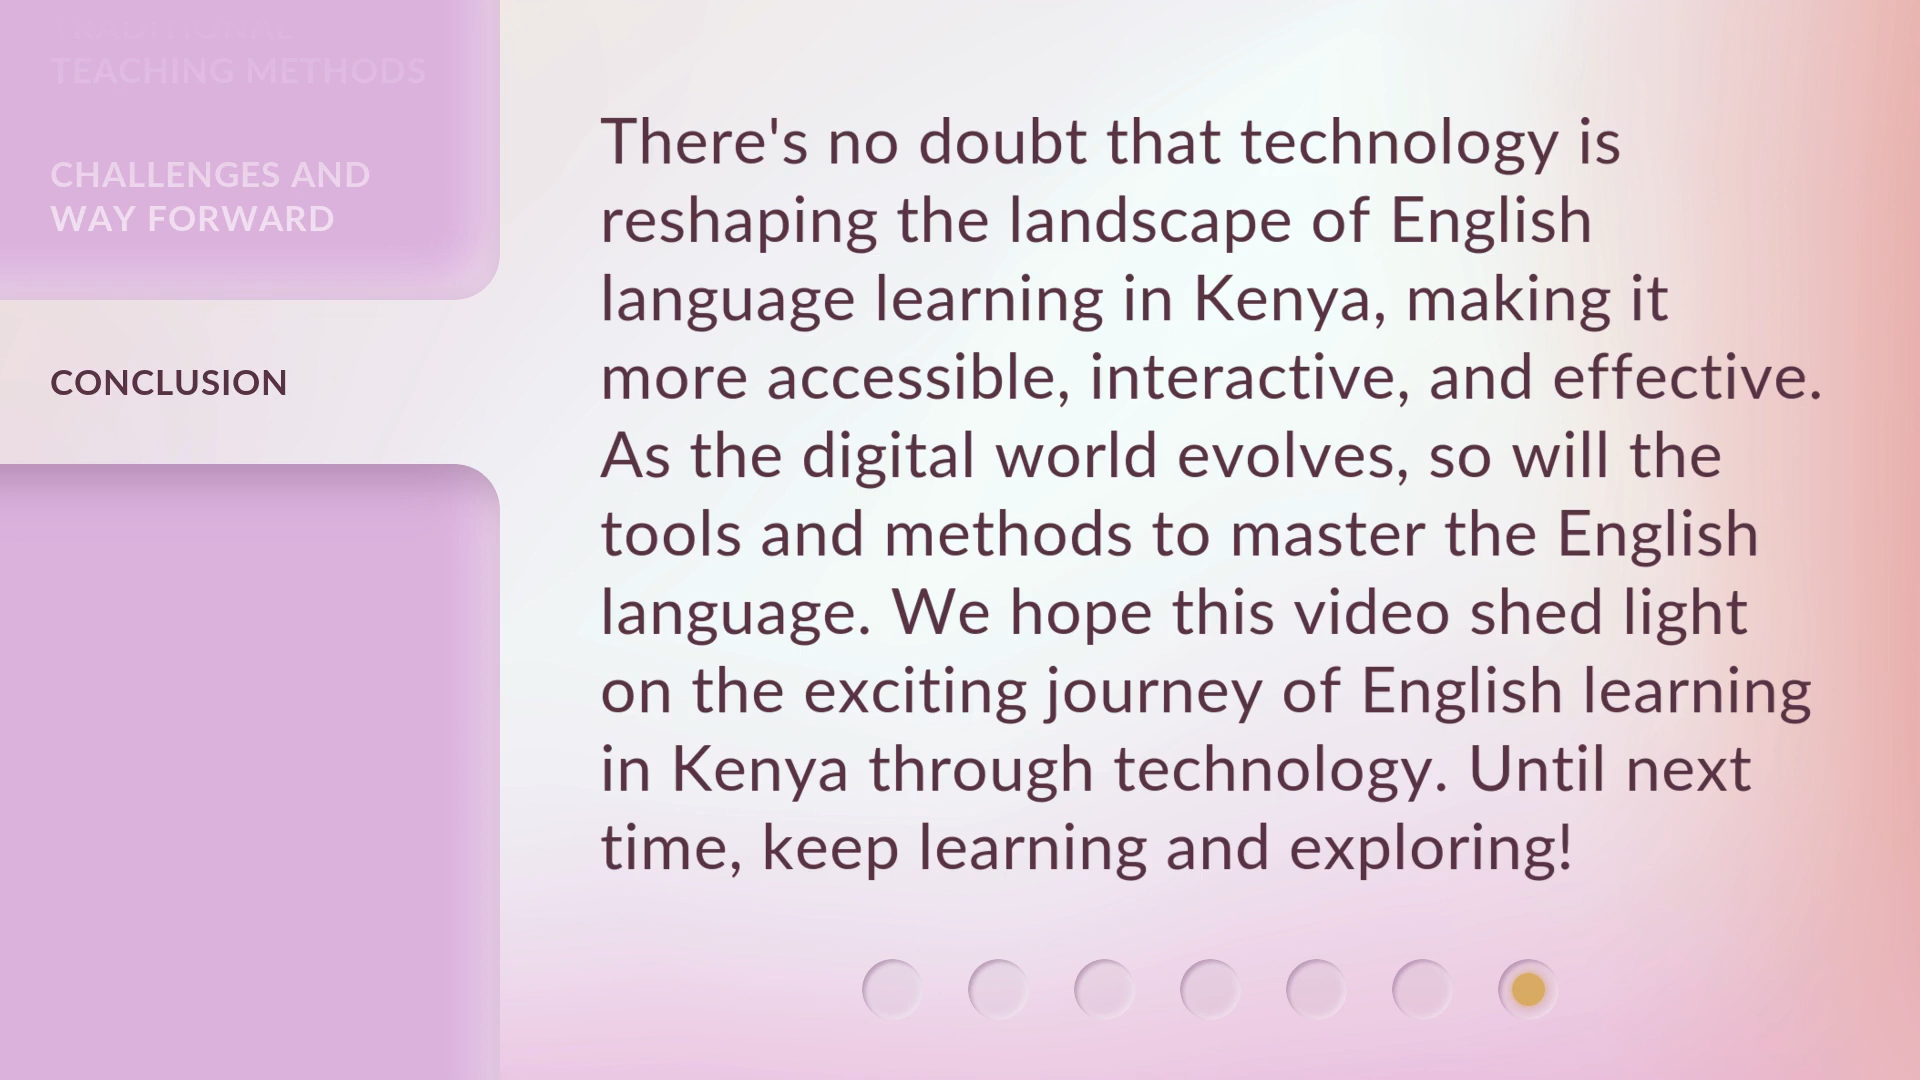 TRADITIONAL
TEACHING METHODS
CHALLENGES AND
WAY FORWARD
CONCLUSION
There's no doubt that technology is
reshaping the landscape of English
language learning in Kenya, making it
more accessible, interactive, and effective.
As the digital world evolves, so will the
tools and methods to master the English
language. We hope this video shed light
on the exciting journey of English learning
in Kenya through technology. Until next
time, keep learning and exploring!